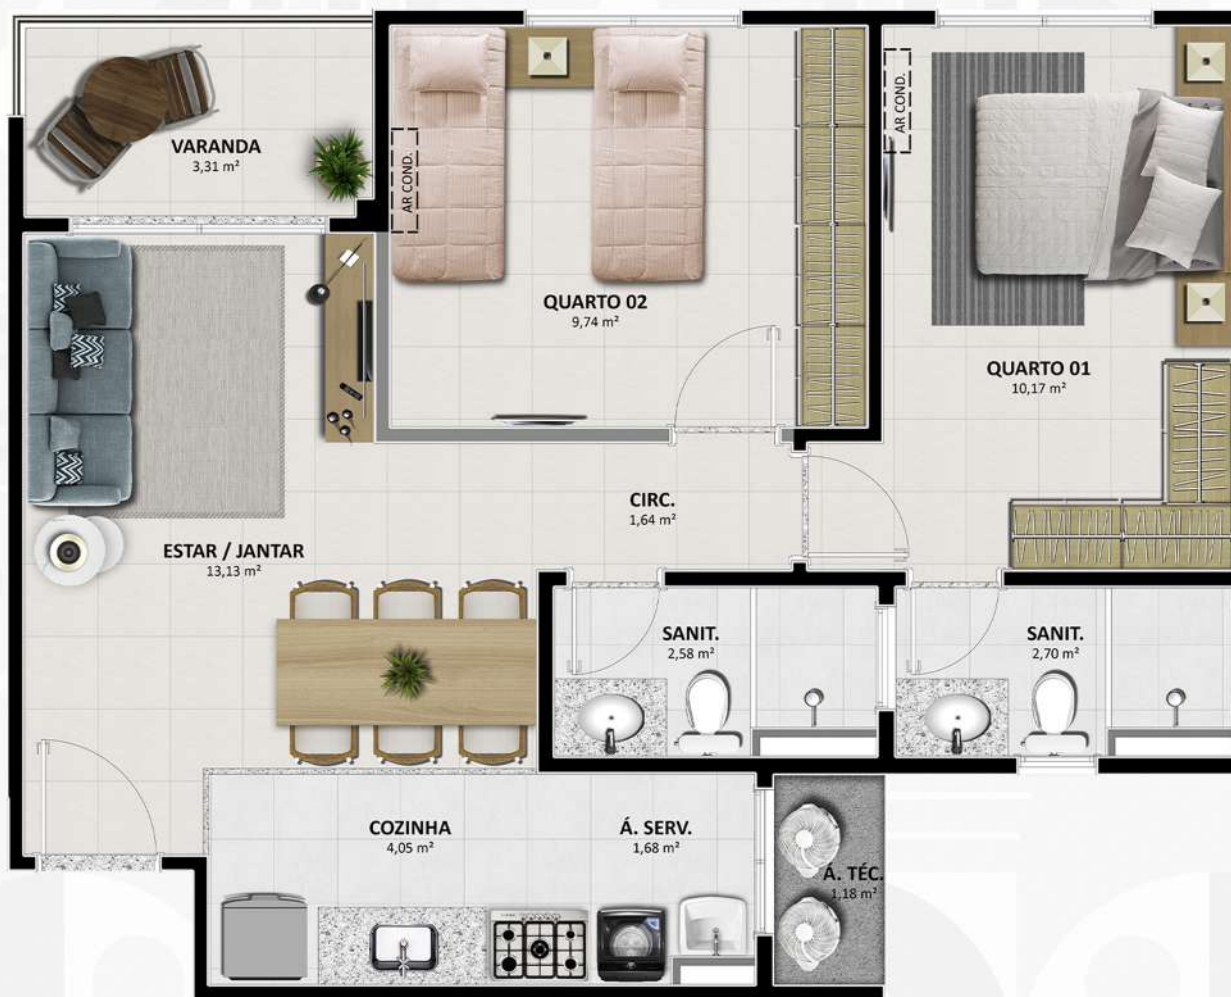 VARANDA
3,31 m²
AR COND.
AR COND.
QUARTO 02
9,74 m²
QUARTO 01
10,17 m²
CIRC.
1,64 m²
ESTAR / JANTAR
13,13 m²
SANIT.
2,58 m²
SANIT.
2,70 m²
COZINHA
4,05 m²
Á. SERV.
1,68 m²
Á. TÉC.
1,18 m²